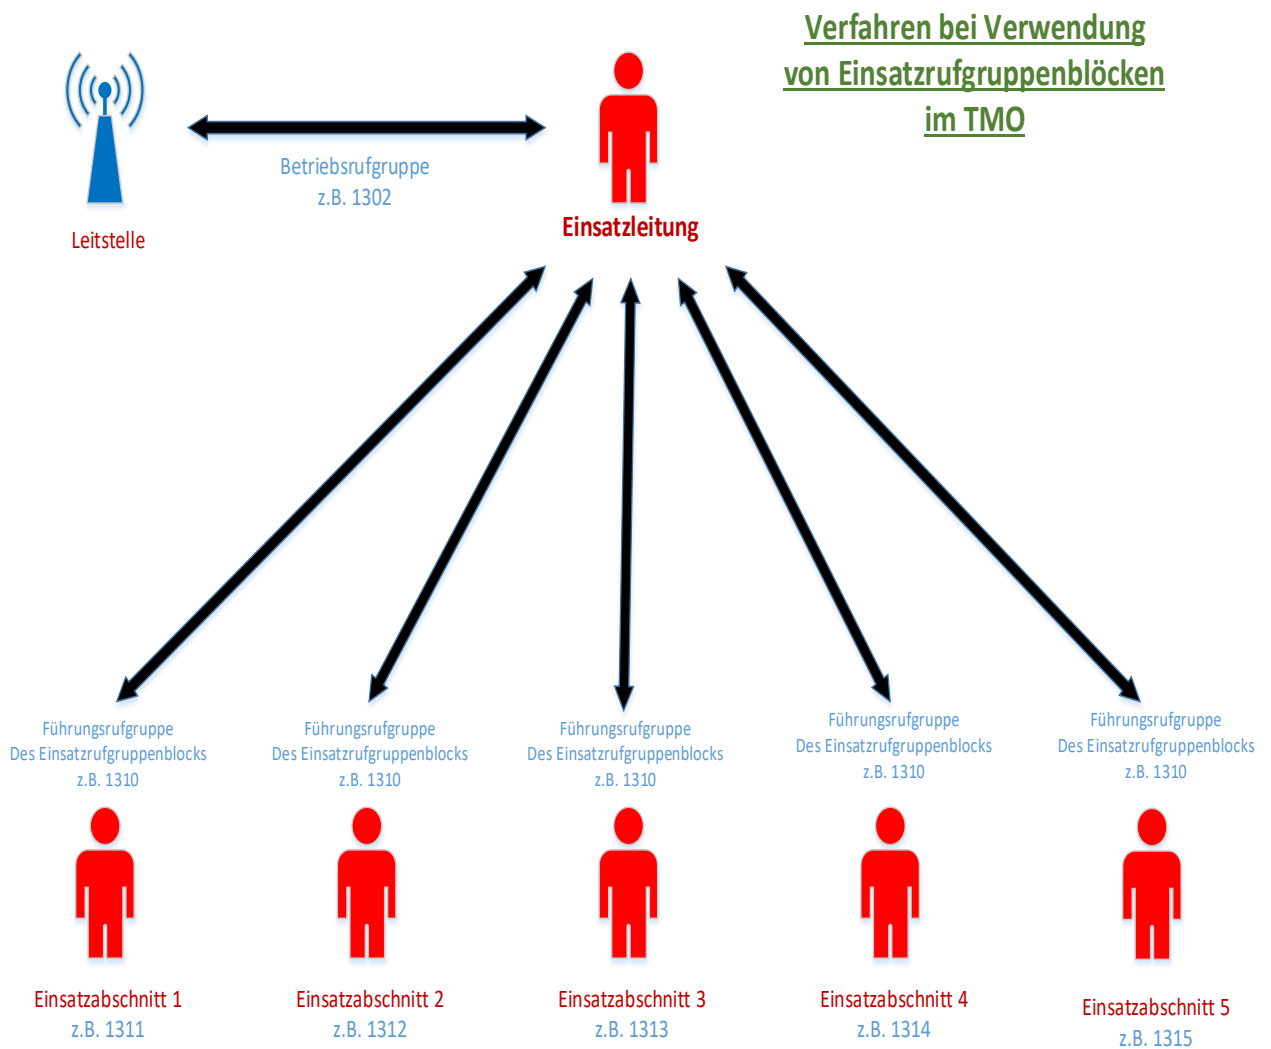 Verfahren bei Verwendung
von Einsatzrufgruppenblöcken
im TMO
Betriebsrufgruppe
z.B. 1302
Leitstelle
Einsatzleitung
Führungsrufgruppe
Des Einsatzrufgruppenblocks
z.B. 1310
Führungsrufgruppe
Des Einsatzrufgruppenblocks
z.B. 1310
Führungsrufgruppe
Des Einsatzrufgruppenblocks
z.B. 1310
Führungsrufgruppe
Des Einsatzrufgruppenblocks
z.B. 1310
Führungsrufgruppe
Des Einsatzrufgruppenblocks
z.B. 1310
Einsatzabschnitt 1
z.B. 1311
Einsatzabschnitt 2
z.B. 1312
Einsatzabschnitt 3
z.B. 1313
Einsatzabschnitt 4
z.B. 1314
Einsatzabschnitt 5
z.B. 1315